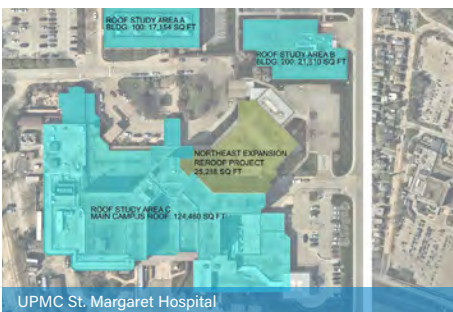 ROOF STUDY AREA A
BLDG. 100: 17,154 SQ FT
ROOF STUDY AREA B
BLDG. 200: 21,510 SQ FT
NORTHEAST EXPANSION
REROOF PROJECT
25,258 SQ FT
ROOF STUDY AREA C
MAIN CAMPUS ROOF: 124,460 SQ FT
UPMC St. Margaret Hospital